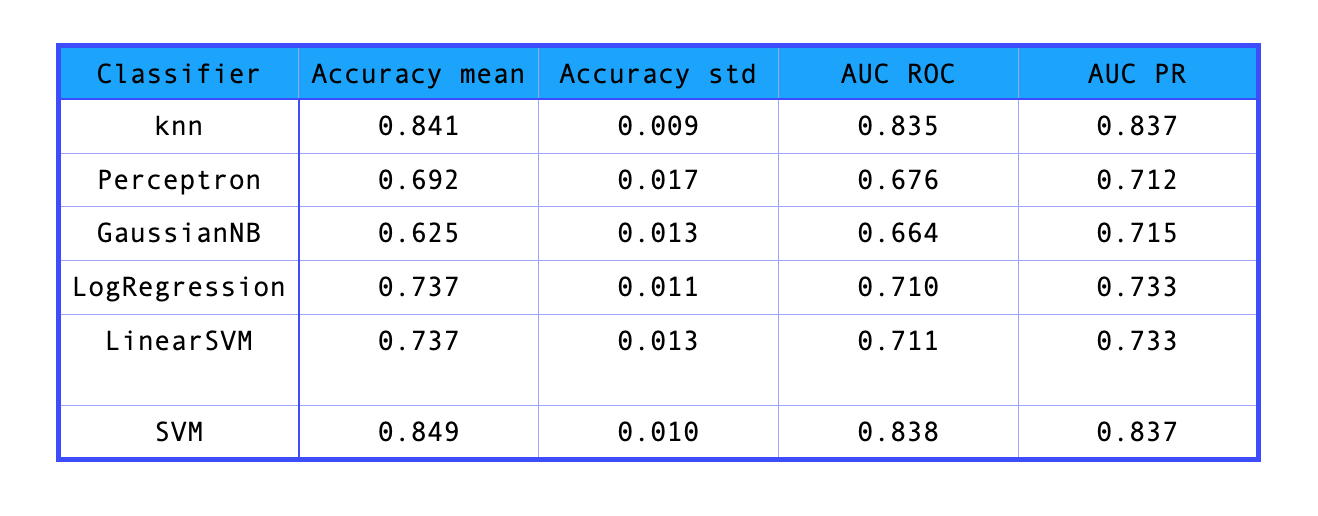 Classifier Accuracy mean Accuracy std AUC ROC AUC PR
knn 0.841 0.009 0.835 0.837
Perceptron 0.692 0.017 0.676 0.712
GaussianNB 0.625 0.013 0.664 0.715
LogRegression 0.737 0.011 0.710 0.733
LinearSVM 0.737 0.013 0.711 0.733
SVM 0.849 0.010 0.838 0.837